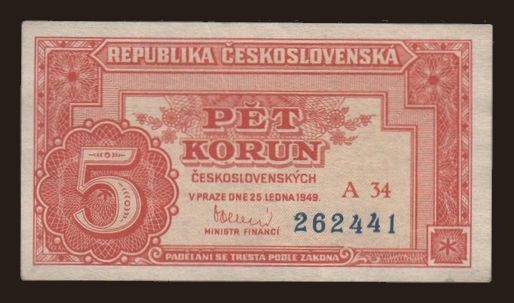 REPUBLIKA ČESKOSLOVENSKÁ
PĚT
KORUN
ČESKOSLOVENSKÝCH
V PRAZE DNE 25. LEDNA 1949.
A 34
5
262441
MINISTR FINANCÍ
PADĚLÁNÍ SE TRESTÁ PODLE ZÁKONA